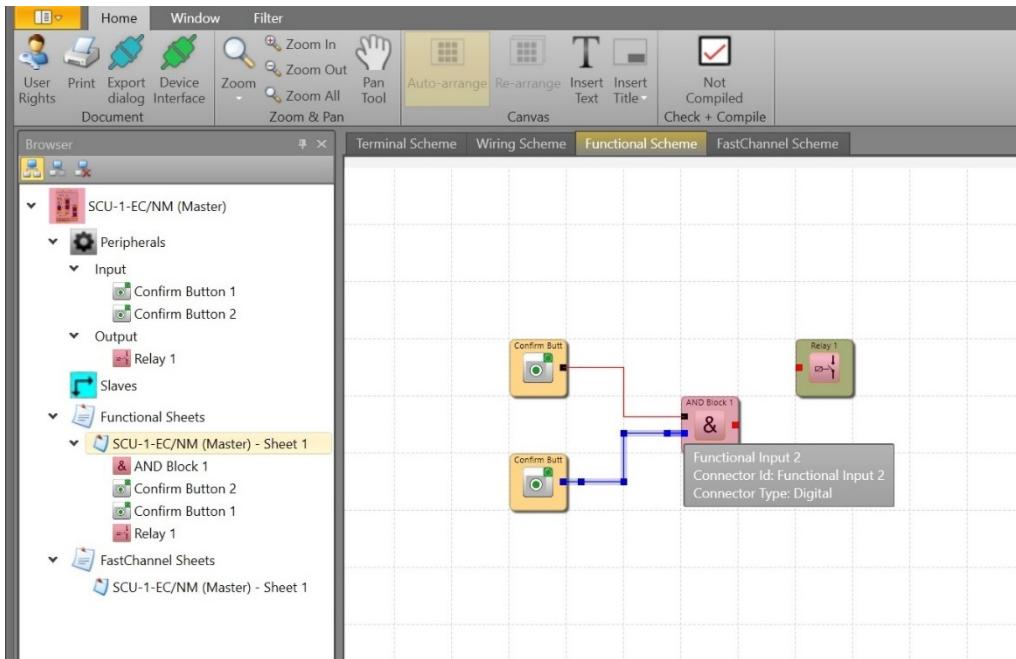 Home Window Filter
User Rights
Print
Export dialog
Device Interface
Document
Zoom
Zoom In
Zoom Out
Zoom All
Pan Tool
Zoom & Pan
Auto-arrange
Re-arrange
Insert Text
Insert Title
Canvas
Not Compiled
Check + Compile
Browser
SCU-1-EC/NM (Master)
Peripherals
Input
Confirm Button 1
Confirm Button 2
Output
Relay 1
Slaves
Functional Sheets
SCU-1-EC/NM (Master) - Sheet 1
& AND Block 1
Confirm Button 2
Confirm Button 1
Relay 1
FastChannel Sheets
SCU-1-EC/NM (Master) - Sheet 1
Terminal Scheme Wiring Scheme Functional Scheme FastChannel Scheme
Confirm Butt
Relay 1
AND Block 1
&
Confirm Butt
Functional Input 2
Connector Id: Functional Input 2
Connector Type: Digital